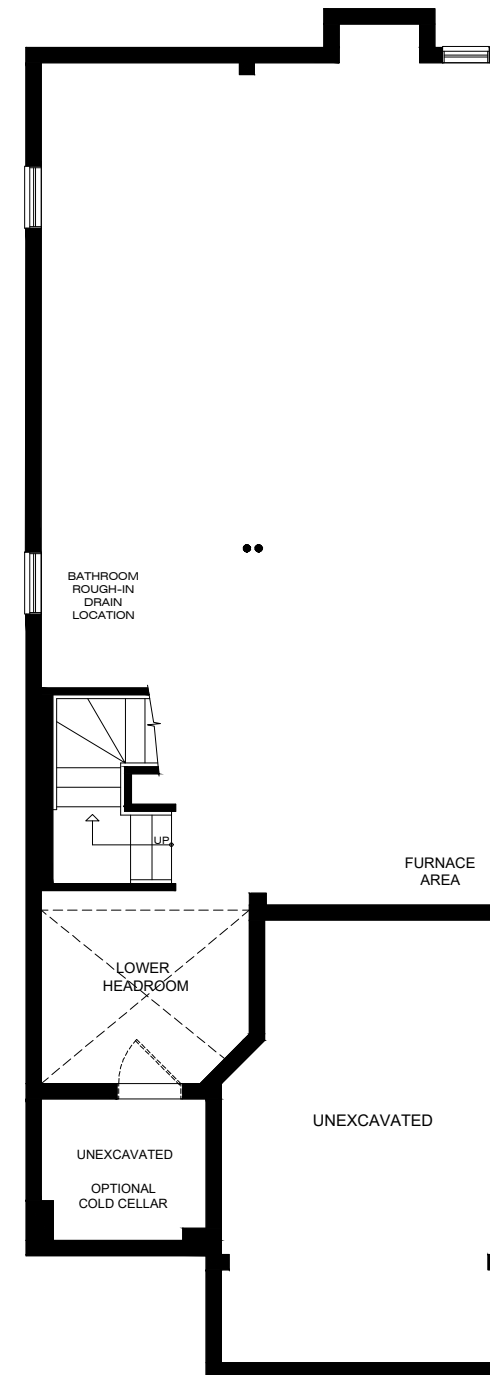 BATHROOM
ROUGH-IN
DRAIN
LOCATION
UP
FURNACE
AREA
LOWER
HEADROOM
UNEXCAVATED
UNEXCAVATED
OPTIONAL
COLD CELLAR